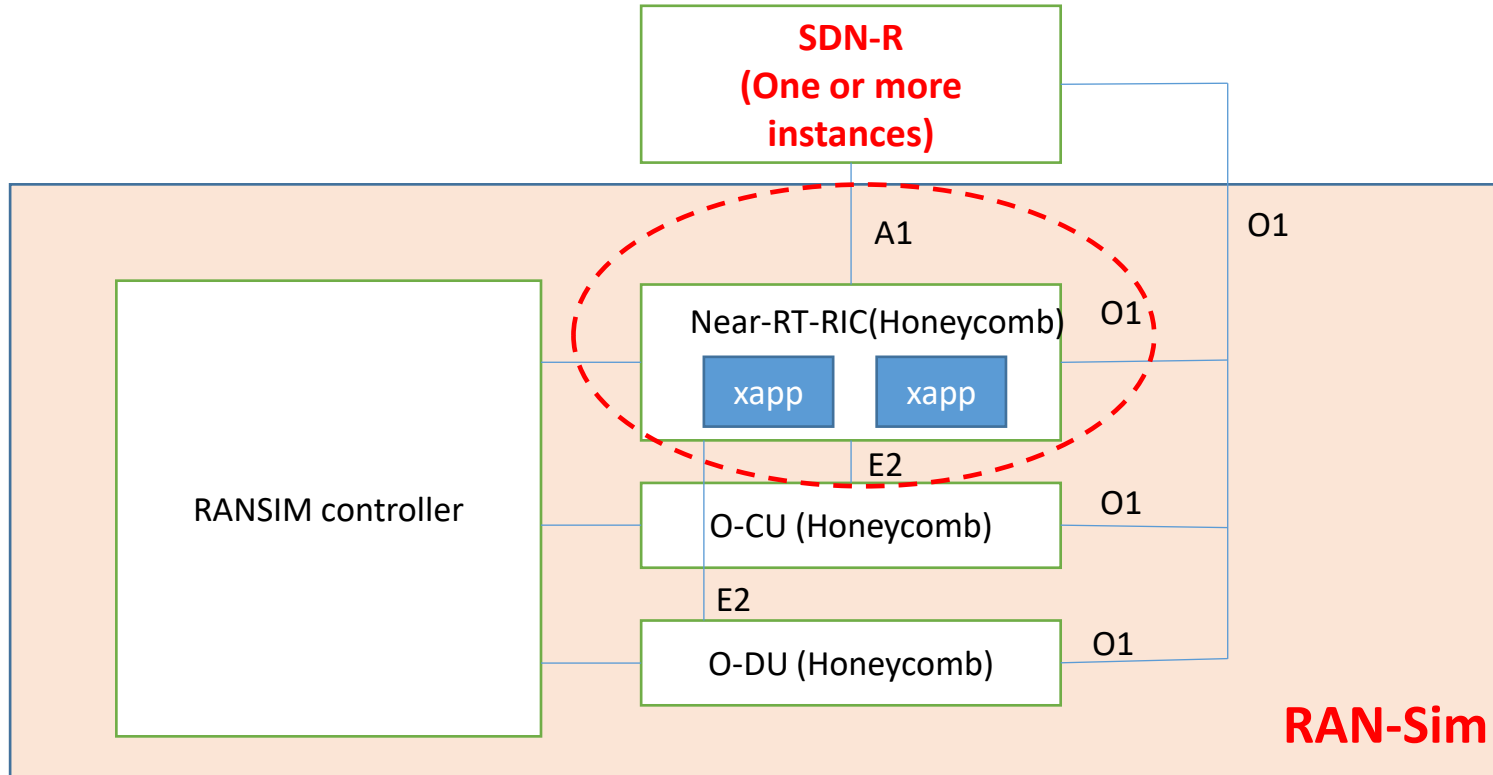 SDN-R
(One or more
instances)
A1
O1
Near-RT-RIC(Honeycomb)
O1
xapp
xapp
E2
RANSIM controller
O-CU (Honeycomb)
O1
E2
O-DU (Honeycomb)
O1
RAN-Sim